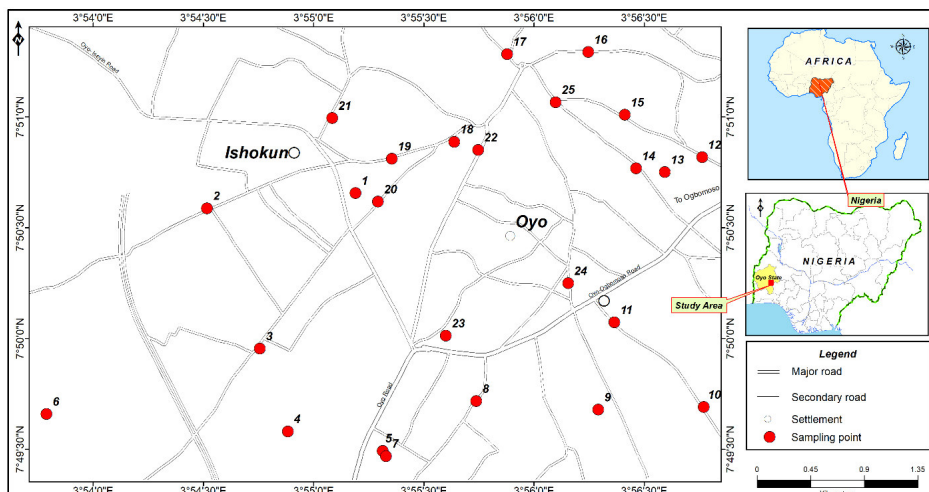 3°54'0"E 3°54'30"E 3°55'0"E 3°55'30"E 3°56'0"E 3°56'30"E
N
17
16
Oyo-Iseyin Road
25
15
21
7°51'0"N
7°51'0"N
18
22
12
19
Ishokun
14
13
1
20
To Ogbomoso
2
Oyo
7°50'30"N
7°50'30"N
24
Oyo-Ogbomoso Road
11
23
3
7°50'0"N
7°50'0"N
8
9
10
6
Oyo Road
4
5
7
7°49'30"N
7°49'30"N
3°54'0"E 3°54'30"E 3°55'0"E 3°55'30"E 3°56'0"E 3°56'30"E
AFRICA
Nigeria
NIGERIA
Oyo State
Study Area
Legend
Major road
Secondary road
Settlement
Sampling point
0 0.45 0.9 1.35